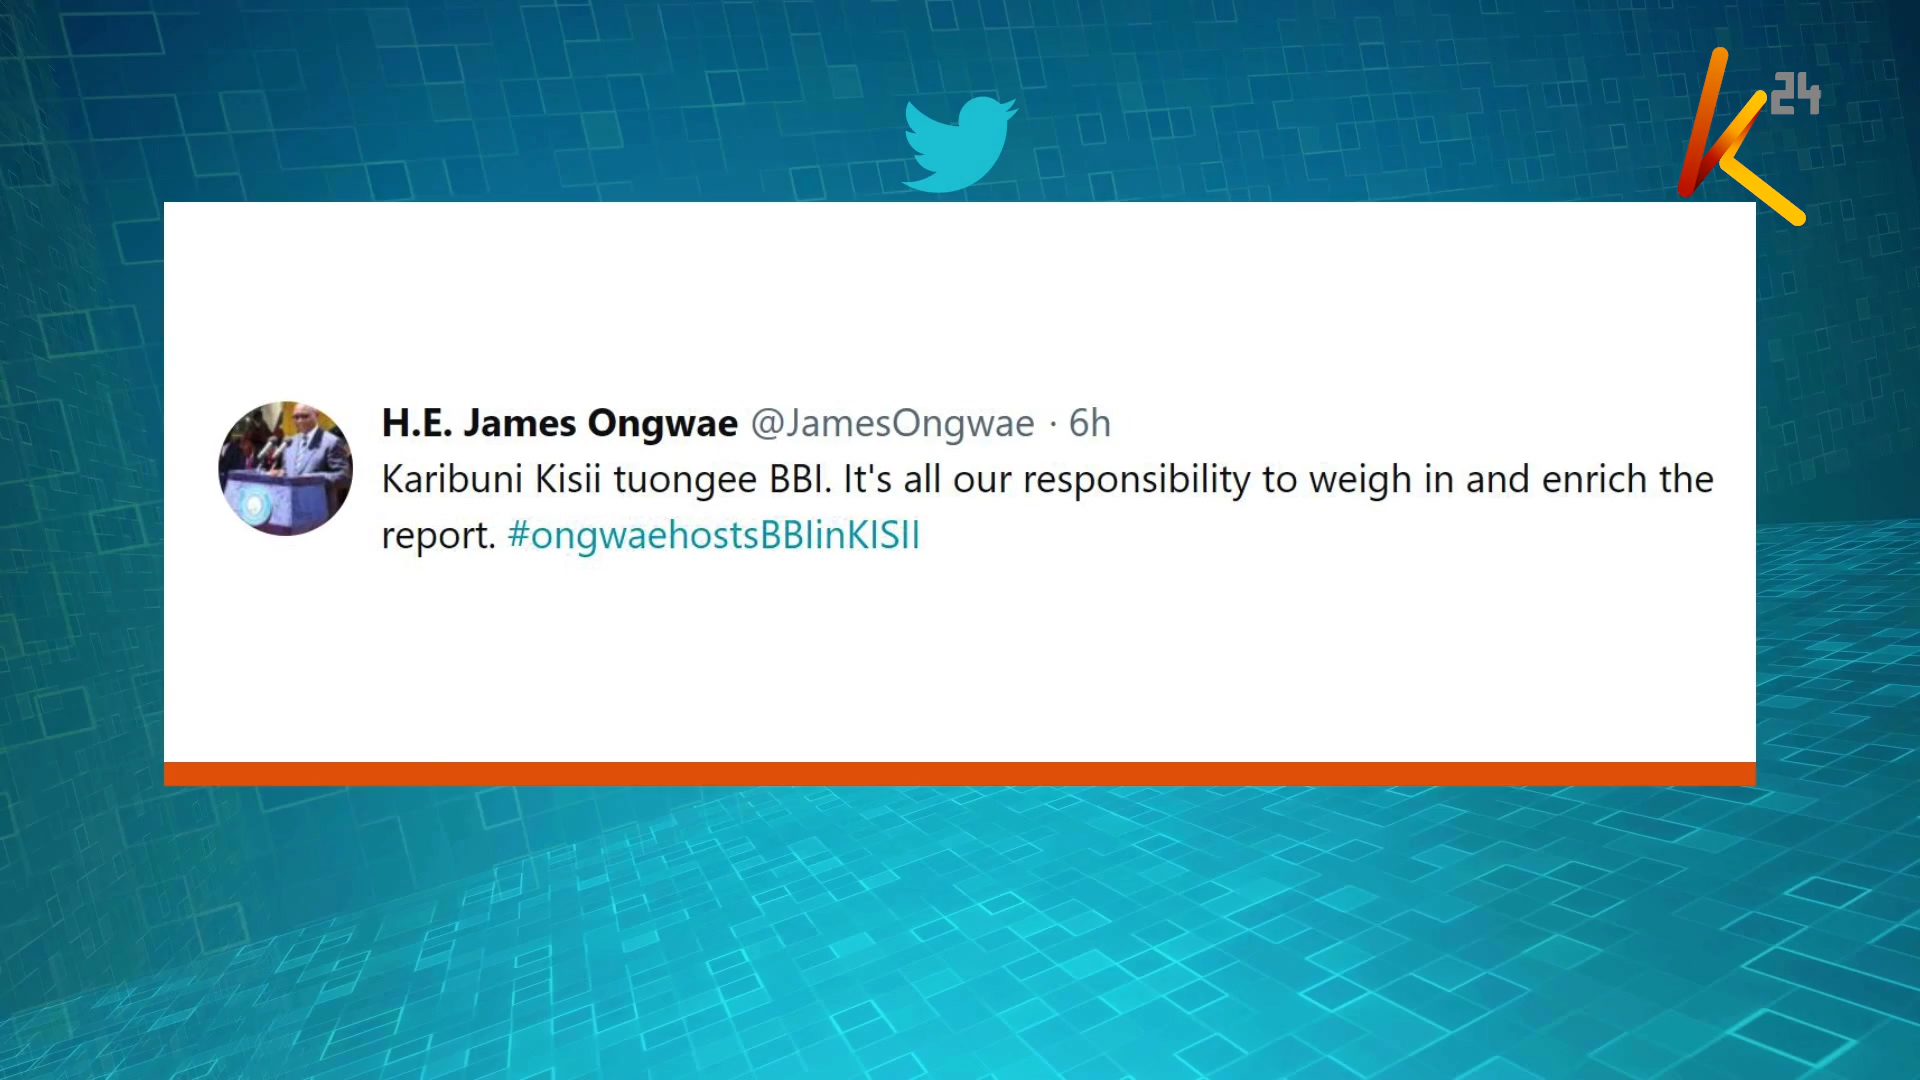 24
H.E. James Ongwae @JamesOngwae · 6h
Karibuni Kisii tuongee BBI. It's all our responsibility to weigh in and enrich the
report. #ongwaehostsBBIinKISII